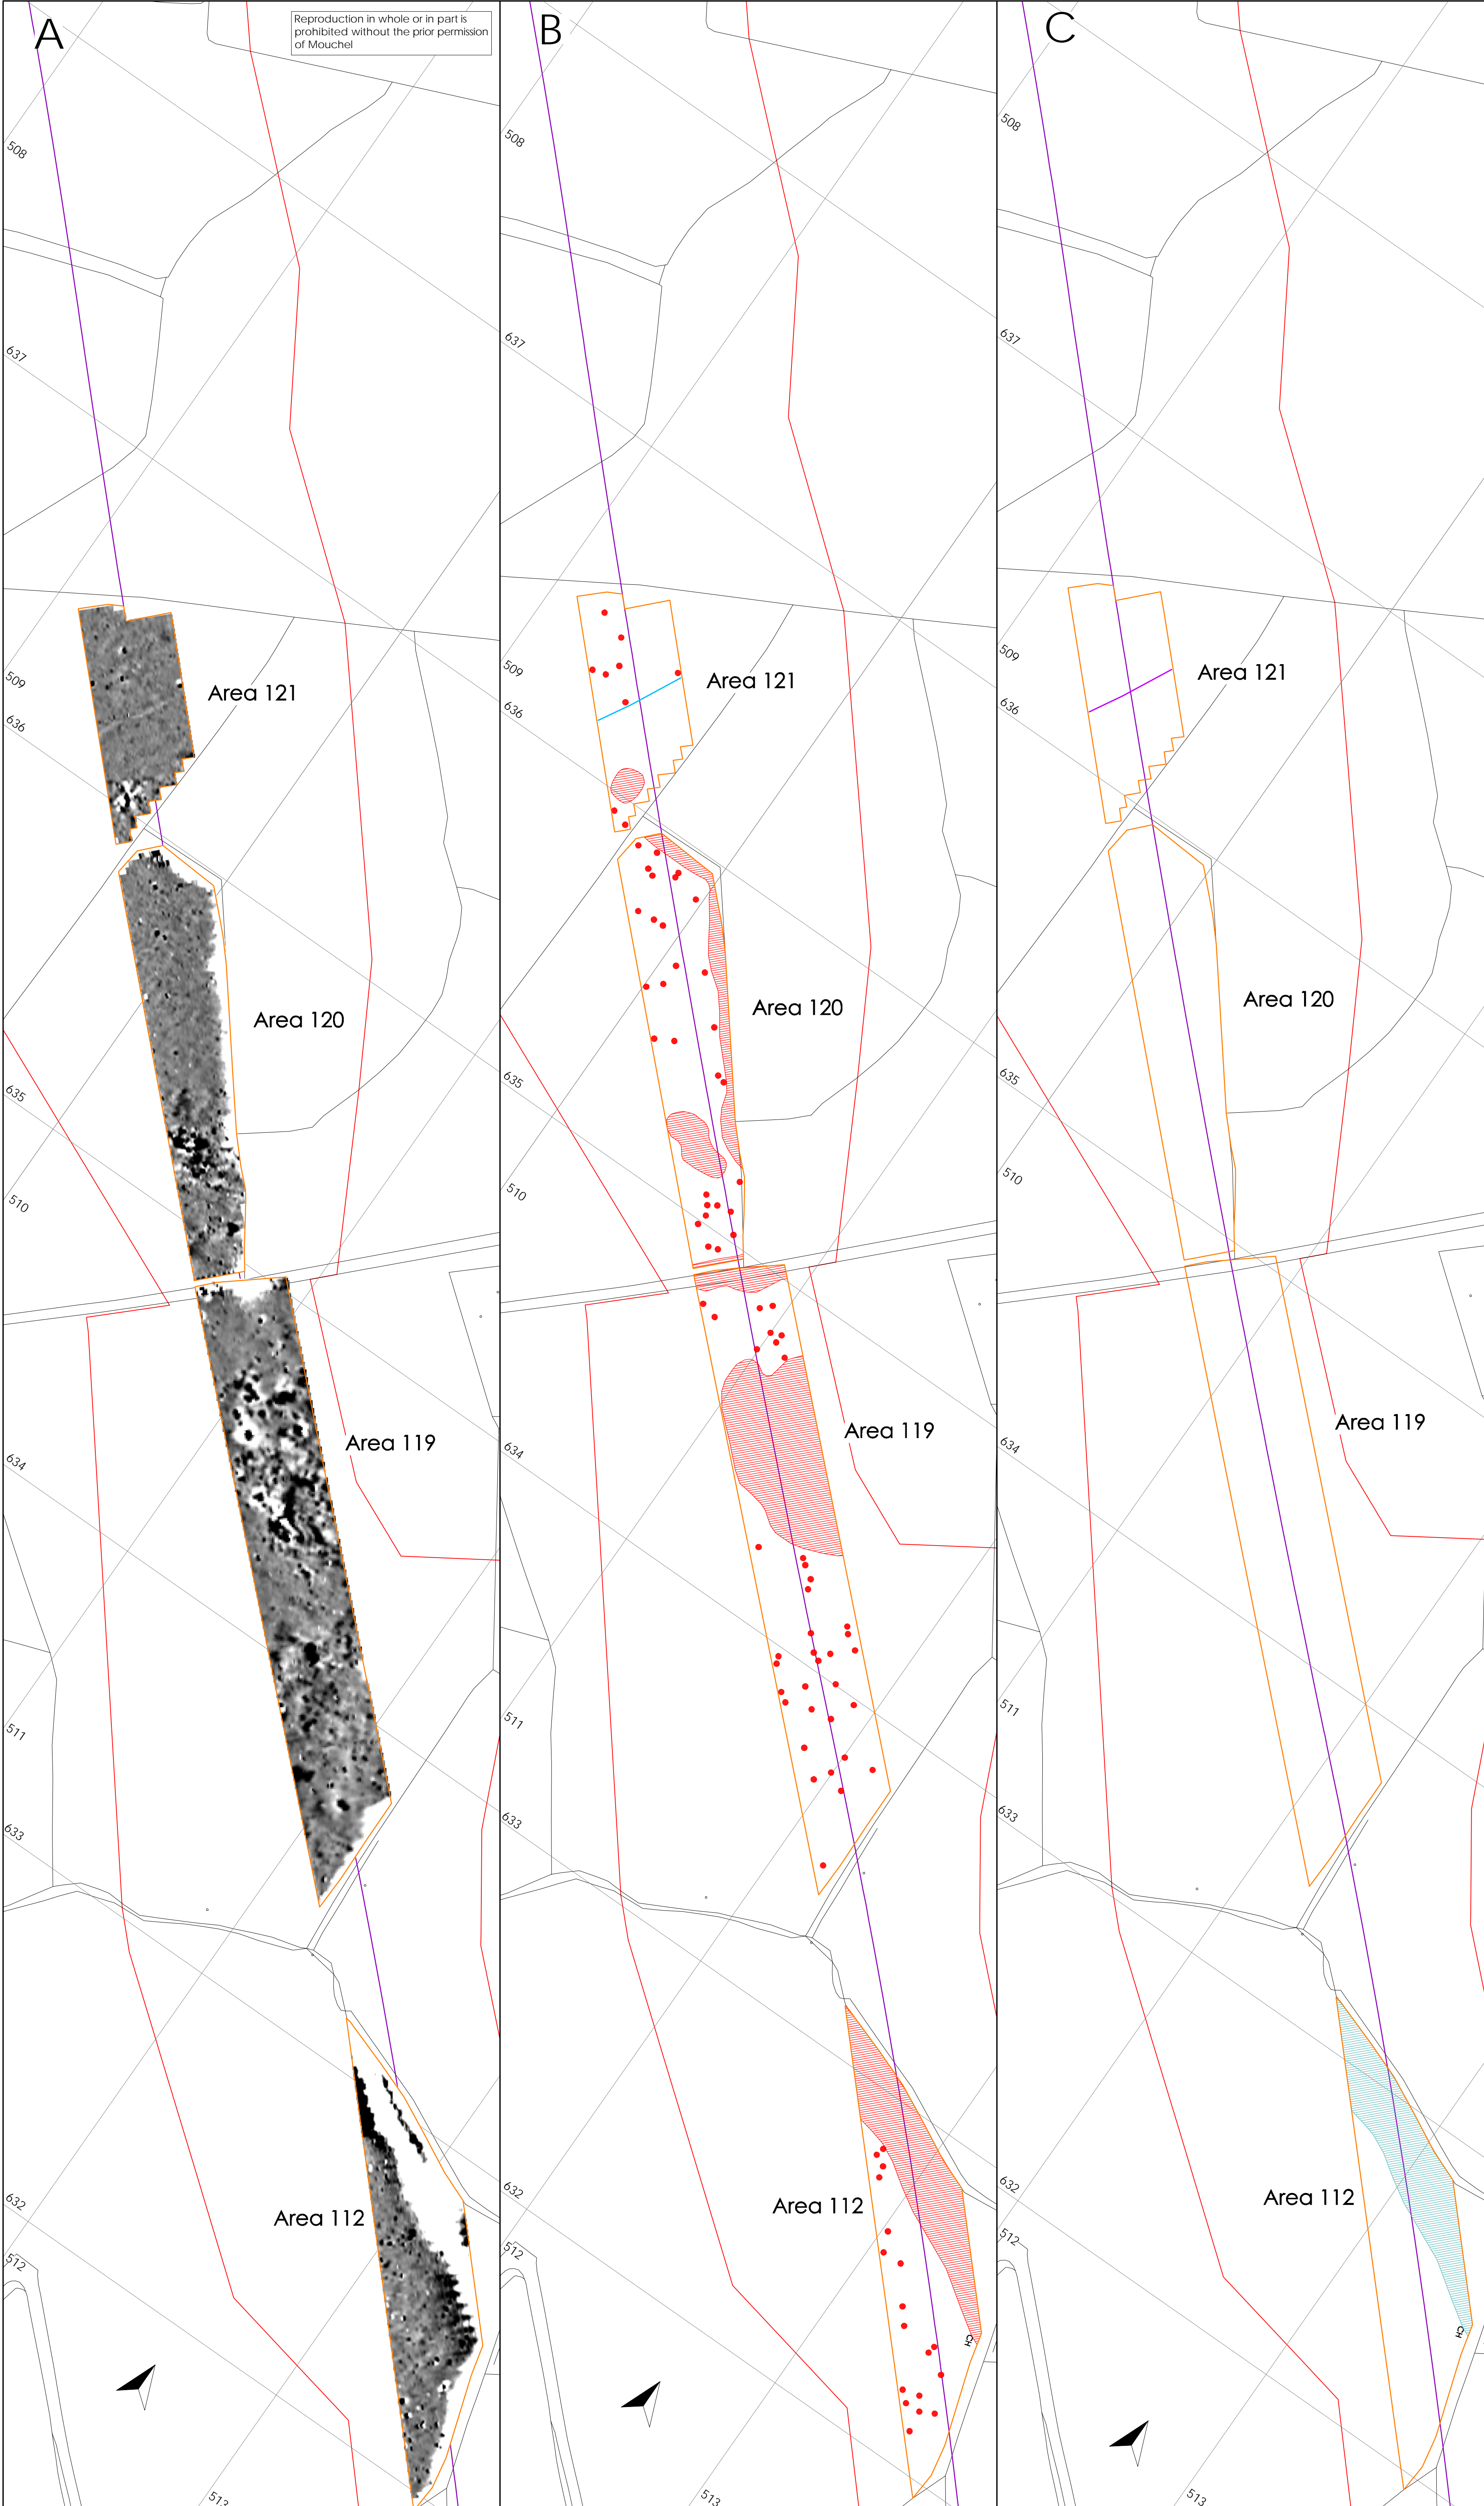 A
Reproduction in whole or in part is
prohibited without the prior permission
of Mouchel
508
637
509
Area 121
636
Area 120
635
510
Area 119
634
511
633
632
Area 112
512
513
B
508
637
509
Area 121
636
Area 120
635
510
Area 119
634
511
633
632
Area 112
512
CH
513
C
508
637
509
Area 121
636
Area 120
635
510
Area 119
634
511
633
632
Area 112
512
CH
513